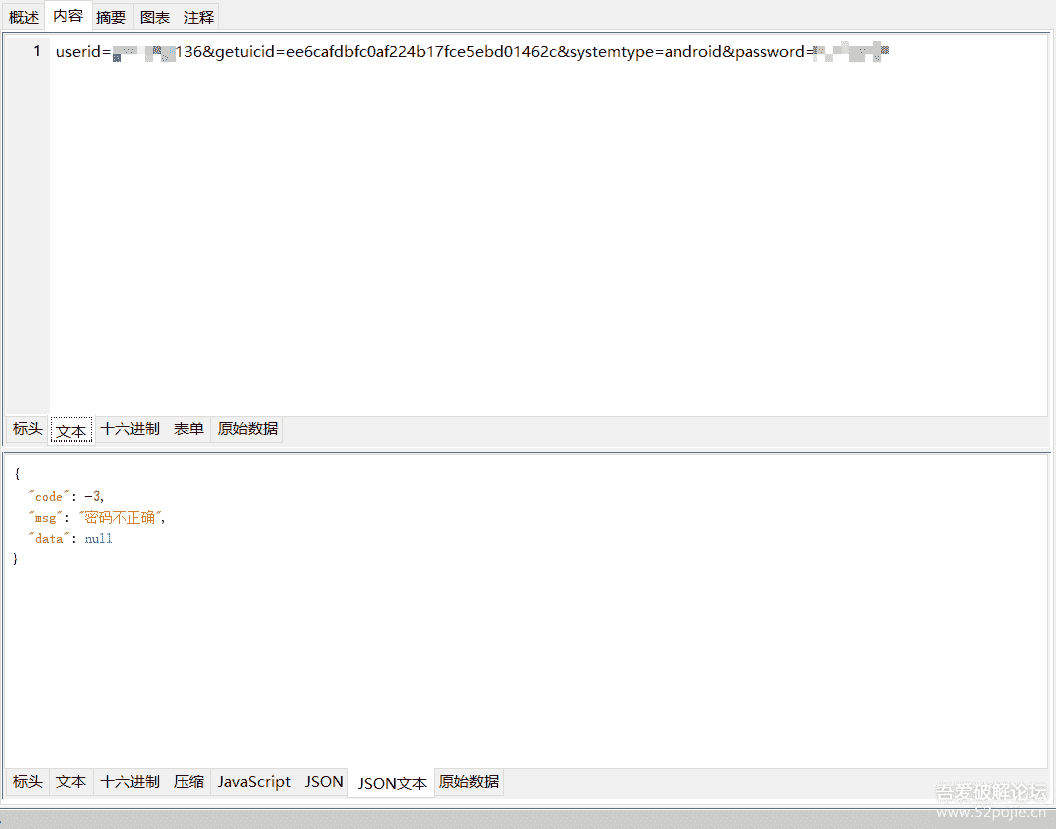 概述 内容 摘要 图表 注释
1 userid= 136&getuicid=ee6cafdbfc0af224b17fce5ebd01462c&systemtype=android&password=
标头 文本 十六进制 表单 原始数据
{
"code": -3,
"msg": "密码不正确",
"data": null
}
标头 文本 十六进制 压缩 JavaScript JSON JSON文本 原始数据
吾爱破解论坛
www.52pojie.cn